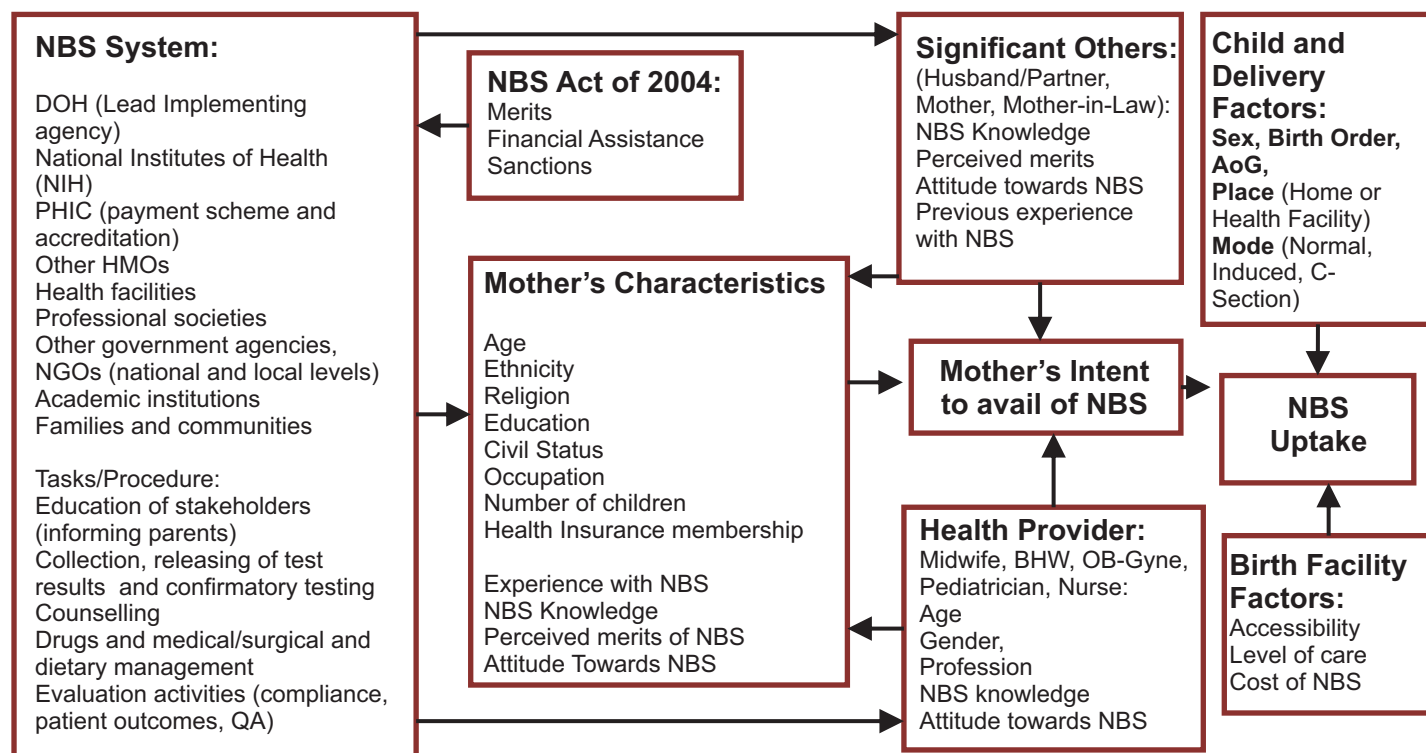 NBS System:
DOH (Lead Implementing
agency)
National Institutes of Health
(NIH)
PHIC (payment scheme and
accreditation)
Other HMOs
Health facilities
Professional societies
Other government agencies,
NGOs (national and local levels)
Academic institutions
Families and communities
Tasks/Procedure:
Education of stakeholders
(informing parents)
Collection, releasing of test
results and confirmatory testing
Counselling
Drugs and medical/surgical and
dietary management
Evaluation activities (compliance,
patient outcomes, QA)
NBS Act of 2004:
Merits
Financial Assistance
Sanctions
Mother's Characteristics
Age
Ethnicity
Religion
Education
Civil Status
Occupation
Number of children
Health Insurance membership
Experience with NBS
NBS Knowledge
Perceived merits of NBS
Attitude Towards NBS
Significant Others:
(Husband/Partner,
Mother, Mother-in-Law):
NBS Knowledge
Perceived merits
Attitude towards NBS
Previous experience
with NBS
Mother's Intent
to avail of NBS
Health Provider:
Midwife, BHW, OB-Gyne,
Pediatrician, Nurse:
Age
Gender,
Profession
NBS knowledge
Attitude towards NBS
Child and
Delivery
Factors:
Sex, Birth Order,
AoG,
Place (Home or
Health Facility)
Mode (Normal,
Induced, C-
Section)
NBS
Uptake
Birth Facility
Factors:
Accessibility
Level of care
Cost of NBS